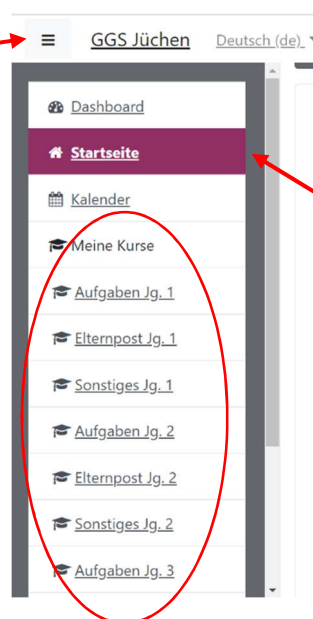 GGS Jüchen Deutsch (de)
Dashboard
Startseite
Kalender
Meine Kurse
Aufgaben Jg. 1
Elternpost Jg. 1
Sonstiges Jg. 1
Aufgaben Jg. 2
Elternpost Jg. 2
Sonstiges Jg. 2
Aufgaben Jg. 3